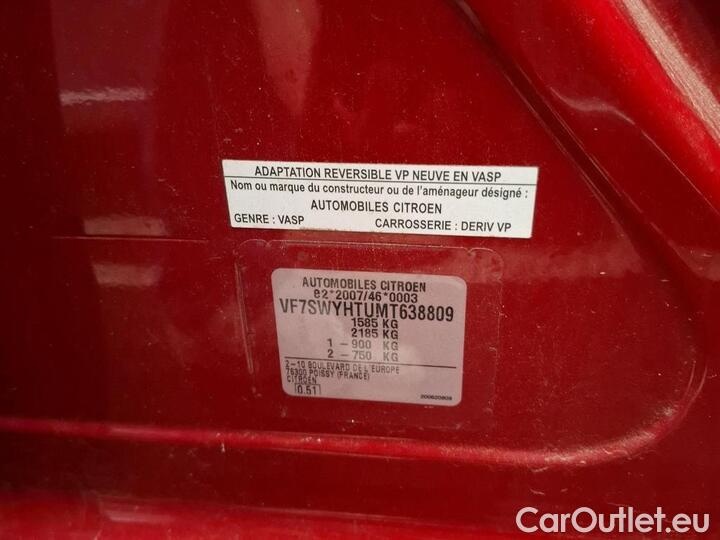 ADAPTATION REVERSIBLE VP NEUVE EN VASP
Nom ou marque du constructeur ou de l'aménageur désigné :
AUTOMOBILES CITROEN
GENRE : VASP CARROSSERIE : DERIV VP
AUTOMOBILES CITROEN
e2*2007/46*0003
VF7SWYHTUMT638809
1585 KG
2185 KG
1 - 900 KG
2 - 750 KG
2-10 BOULEVARD DE L'EUROPE
78300 POISSY (FRANCE)
CITROEN
0.51
200620809
CarOutlet.eu